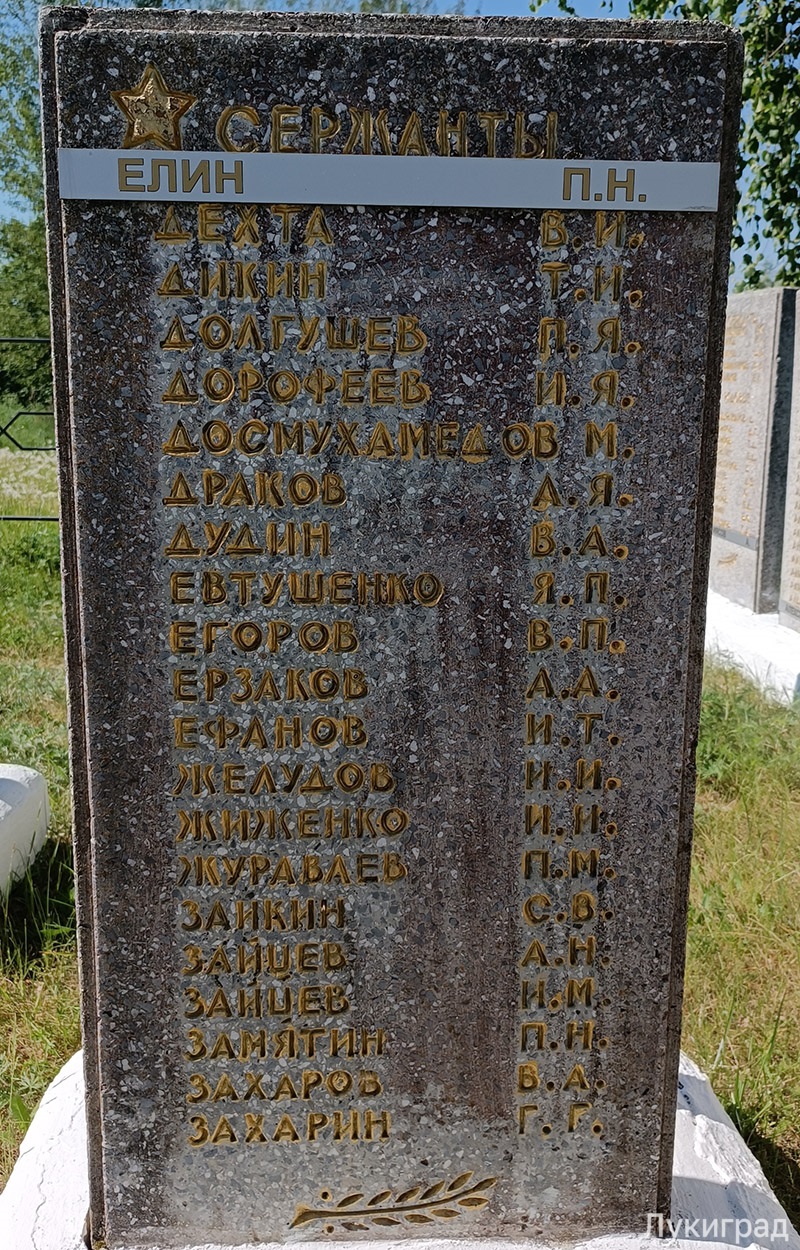 СЕРЖАНТЫ
ЕЛИН П.Н.
ДЕХТА В.И.
ДИКИН Т.И.
ДОЛГУШЕВ П.Я.
ДОРОФЕЕВ И.Я.
ДОСМУХАМЕДОВ М.
ДРАКОВ А.Я.
ДУДИН В.А.
ЕВТУШЕНКО Я.П.
ЕГОРОВ В.П.
ЕРЗАКОВ А.А.
ЕФАНОВ И.Т.
ЖЕЛУДОВ И.И.
ЖИЖЕНКО И.Н.
ЖУРАВЛЕВ П.М.
ЗАИКИН С.В.
ЗАЙЦЕВ А.Н.
ЗАЙЦЕВ Н.М.
ЗАМЯТИН П.Н.
ЗАХАРОВ В.А.
ЗАХАРИН Г.Г.
Лукиград